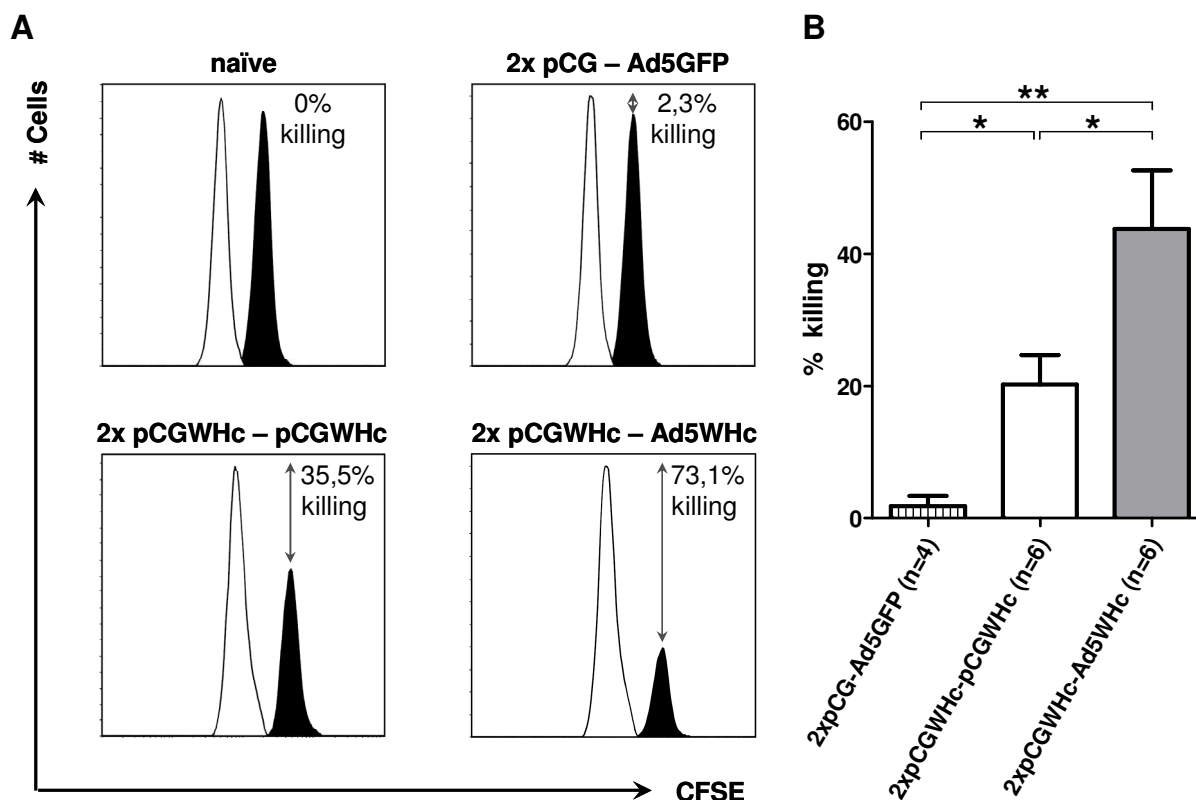 A
naïve
0%
killing
2x pCG – Ad5GFP
2,3%
killing
# Cells
2x pCGWHc – pCGWHc
35,5%
killing
2x pCGWHc – Ad5WHc
73,1%
killing
CFSE
B
**
*
*
60
40
20
0
% killing
2xpCG-Ad5GFP (n=4)
2xpCGWHc-pCGWHc (n=6)
2xpCGWHc-Ad5WHc (n=6)